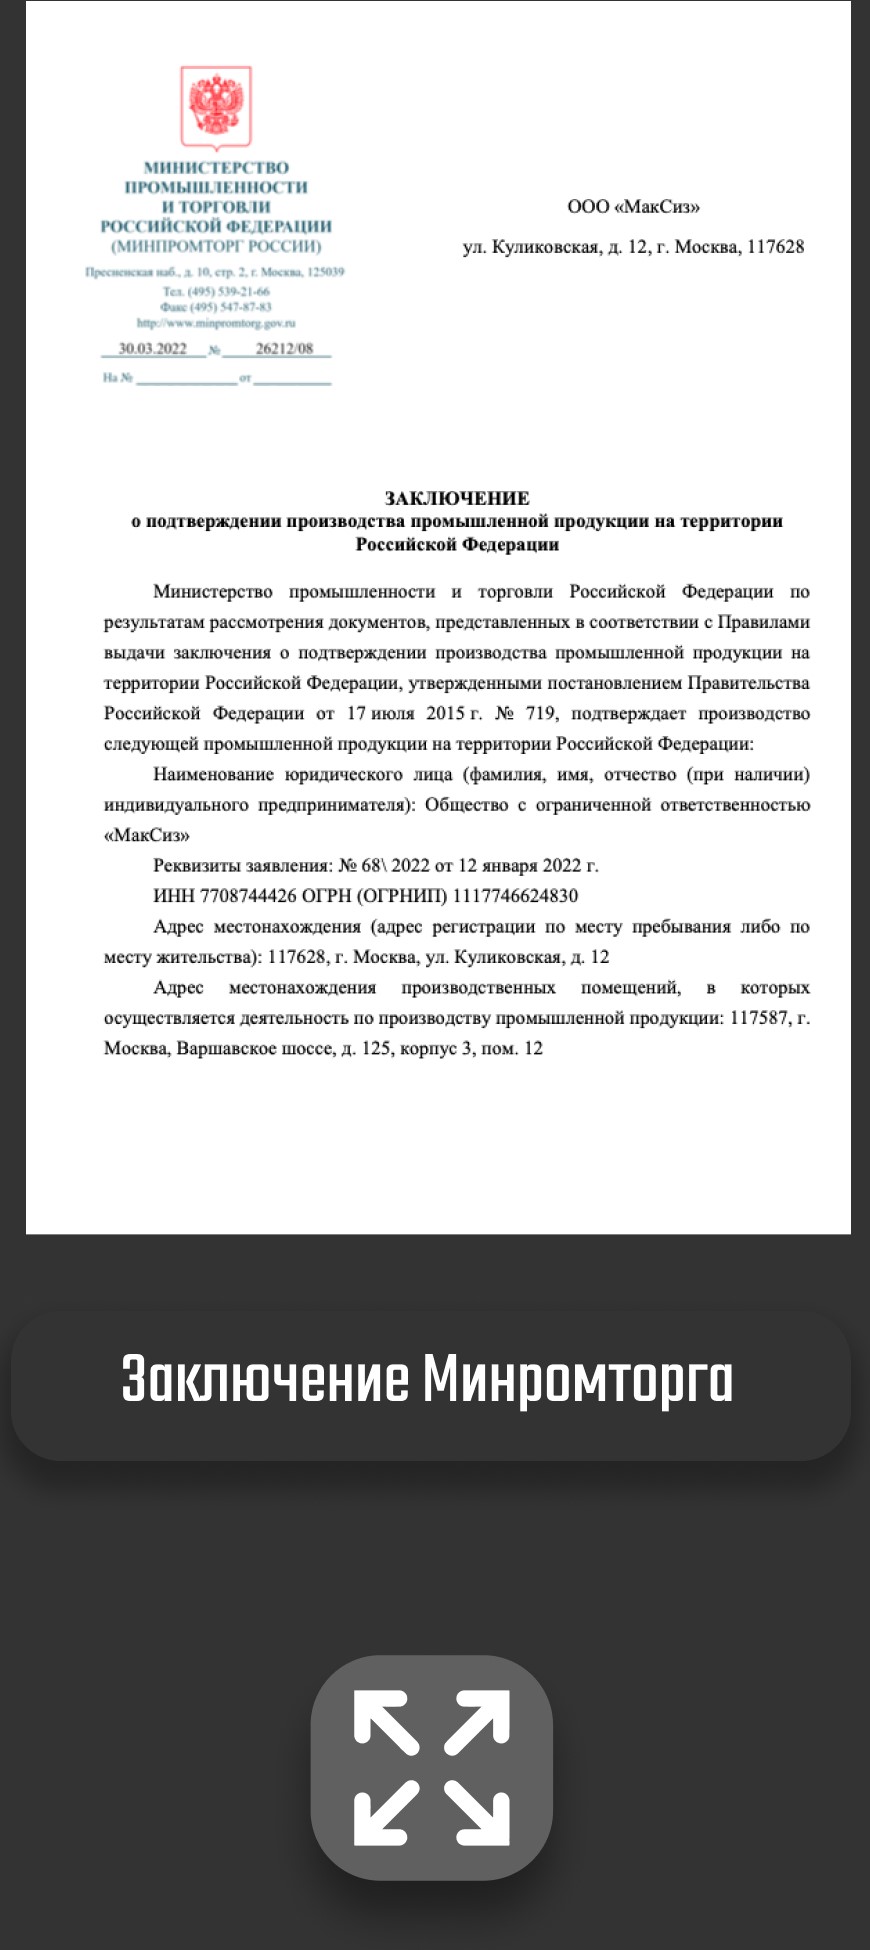 МИНИСТЕРСТВО
ПРОМЫШЛЕННОСТИ
И ТОРГОВЛИ
РОССИЙСКОЙ ФЕДЕРАЦИИ
(МИНПРОМТОРГ РОССИИ)
Пресненская наб., д. 10, стр. 2, г. Москва, 125039
Тел. (495) 539-21-66
Факс (495) 547-87-83
http://www.minpromtorg.gov.ru
30.03.2022 № 26212/08
На № от
ООО «МакСиз»
ул. Куликовская, д. 12, г. Москва, 117628
ЗАКЛЮЧЕНИЕ
о подтверждении производства промышленной продукции на территории
Российской Федерации
Министерство промышленности и торговли Российской Федерации по
результатам рассмотрения документов, представленных в соответствии с Правилами
выдачи заключения о подтверждении производства промышленной продукции на
территории Российской Федерации, утвержденными постановлением Правительства
Российской Федерации от 17 июля 2015 г. № 719, подтверждает производство
следующей промышленной продукции на территории Российской Федерации:
Наименование юридического лица (фамилия, имя, отчество (при наличии)
индивидуального предпринимателя): Общество с ограниченной ответственностью
«МакСиз»
Реквизиты заявления: № 68\ 2022 от 12 января 2022 г.
ИНН 7708744426 ОГРН (ОГРНИП) 1117746624830
Адрес местонахождения (адрес регистрации по месту пребывания либо по
месту жительства): 117628, г. Москва, ул. Куликовская, д. 12
Адрес местонахождения производственных помещений, в которых
осуществляется деятельность по производству промышленной продукции: 117587, г.
Москва, Варшавское шоссе, д. 125, корпус 3, пом. 12
Заключение Минромторга